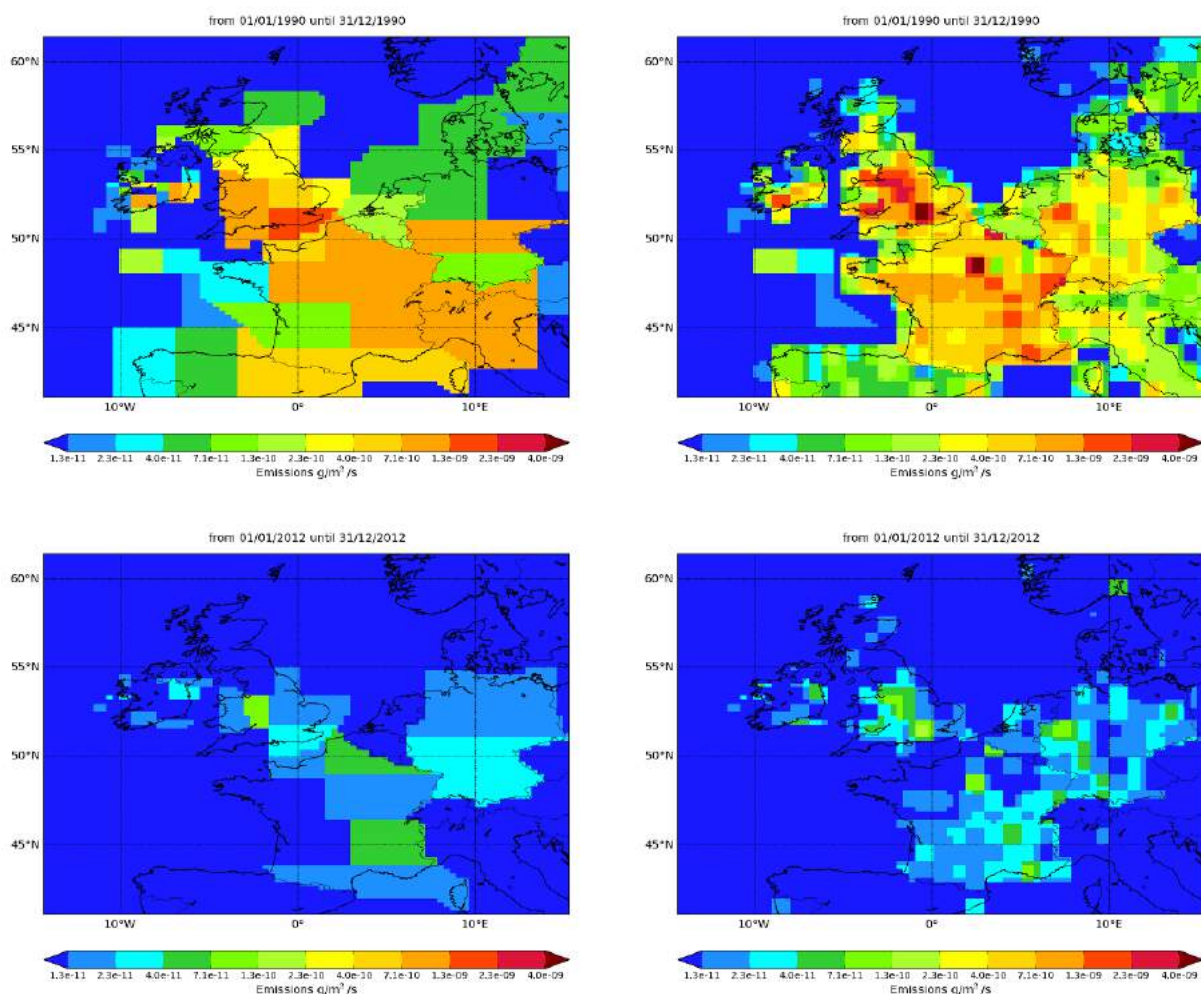 from 01/01/1990 until 31/12/1990
60°N
55°N
50°N
45°N
10°W 0° 10°E
1.3e-11 2.3e-11 4.0e-11 7.1e-11 1.3e-10 2.3e-10 4.0e-10 7.1e-10 1.3e-09 2.3e-09 4.0e-09
Emissions g/m²/s
from 01/01/1990 until 31/12/1990
60°N
55°N
50°N
45°N
10°W 0° 10°E
1.3e-11 2.3e-11 4.0e-11 7.1e-11 1.3e-10 2.3e-10 4.0e-10 7.1e-10 1.3e-09 2.3e-09 4.0e-09
Emissions g/m²/s
from 01/01/2012 until 31/12/2012
60°N
55°N
50°N
45°N
10°W 0° 10°E
1.3e-11 2.3e-11 4.0e-11 7.1e-11 1.3e-10 2.3e-10 4.0e-10 7.1e-10 1.3e-09 2.3e-09 4.0e-09
Emissions g/m²/s
from 01/01/2012 until 31/12/2012
60°N
55°N
50°N
45°N
10°W 0° 10°E
1.3e-11 2.3e-11 4.0e-11 7.1e-11 1.3e-10 2.3e-10 4.0e-10 7.1e-10 1.3e-09 2.3e-09 4.0e-09
Emissions g/m²/s